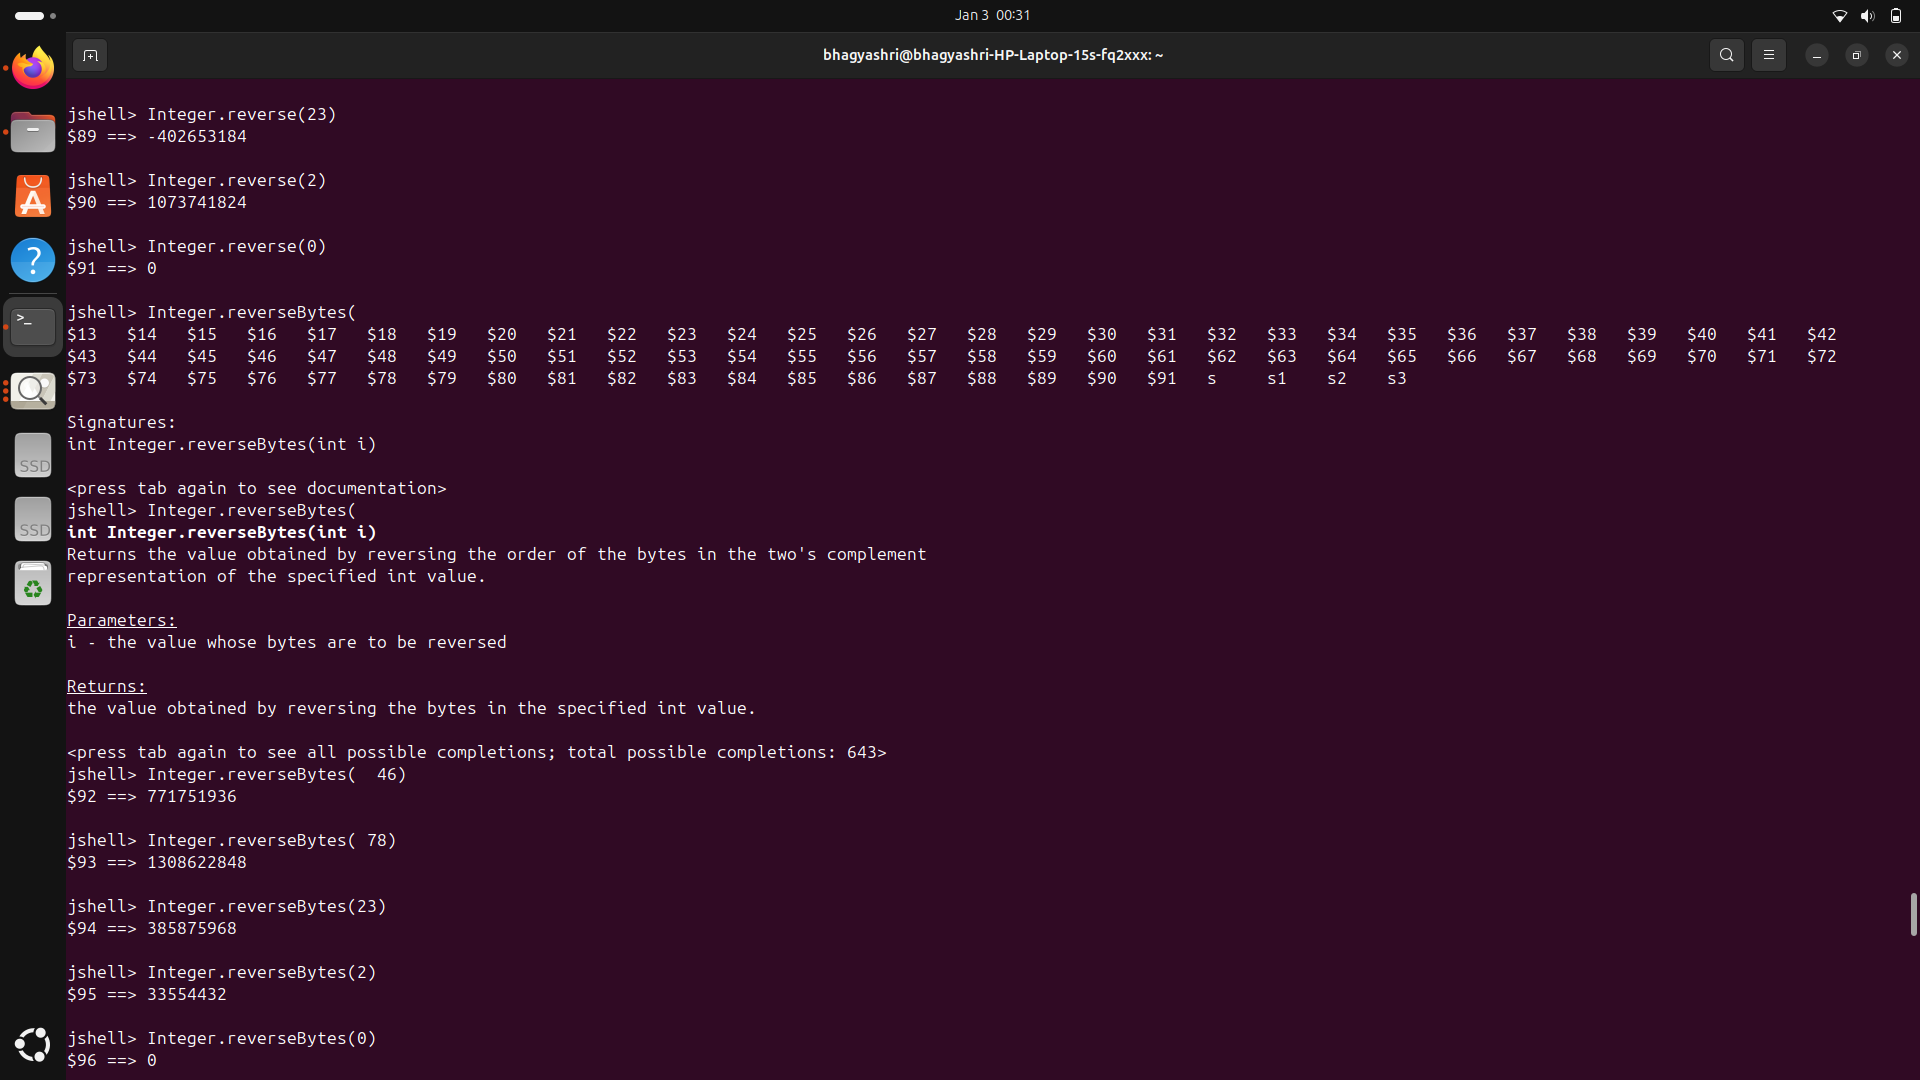 Jan 3 00:31
bhagyashri@bhagyashri-HP-Laptop-15s-fq2xxx: ~
jshell> Integer.reverse(23)
$89 ==> -402653184
jshell> Integer.reverse(2)
$90 ==> 1073741824
jshell> Integer.reverse(0)
$91 ==> 0
jshell> Integer.reverseBytes(
$13 $14 $15 $16 $17 $18 $19 $20 $21 $22 $23 $24 $25 $26 $27 $28 $29 $30 $31 $32 $33 $34 $35 $36 $37 $38 $39 $40 $41 $42
$43 $44 $45 $46 $47 $48 $49 $50 $51 $52 $53 $54 $55 $56 $57 $58 $59 $60 $61 $62 $63 $64 $65 $66 $67 $68 $69 $70 $71 $72
$73 $74 $75 $76 $77 $78 $79 $80 $81 $82 $83 $84 $85 $86 $87 $88 $89 $90 $91 s s1 s2 s3
Signatures:
int Integer.reverseBytes(int i)
<press tab again to see documentation>
jshell> Integer.reverseBytes(
int Integer.reverseBytes(int i)
Returns the value obtained by reversing the order of the bytes in the two's complement
representation of the specified int value.
Parameters:
i - the value whose bytes are to be reversed
Returns:
the value obtained by reversing the bytes in the specified int value.
<press tab again to see all possible completions; total possible completions: 643>
jshell> Integer.reverseBytes(  46)
$92 ==> 771751936
jshell> Integer.reverseBytes( 78)
$93 ==> 1308622848
jshell> Integer.reverseBytes(23)
$94 ==> 385875968
jshell> Integer.reverseBytes(2)
$95 ==> 33554432
jshell> Integer.reverseBytes(0)
$96 ==> 0
SSD
SSD